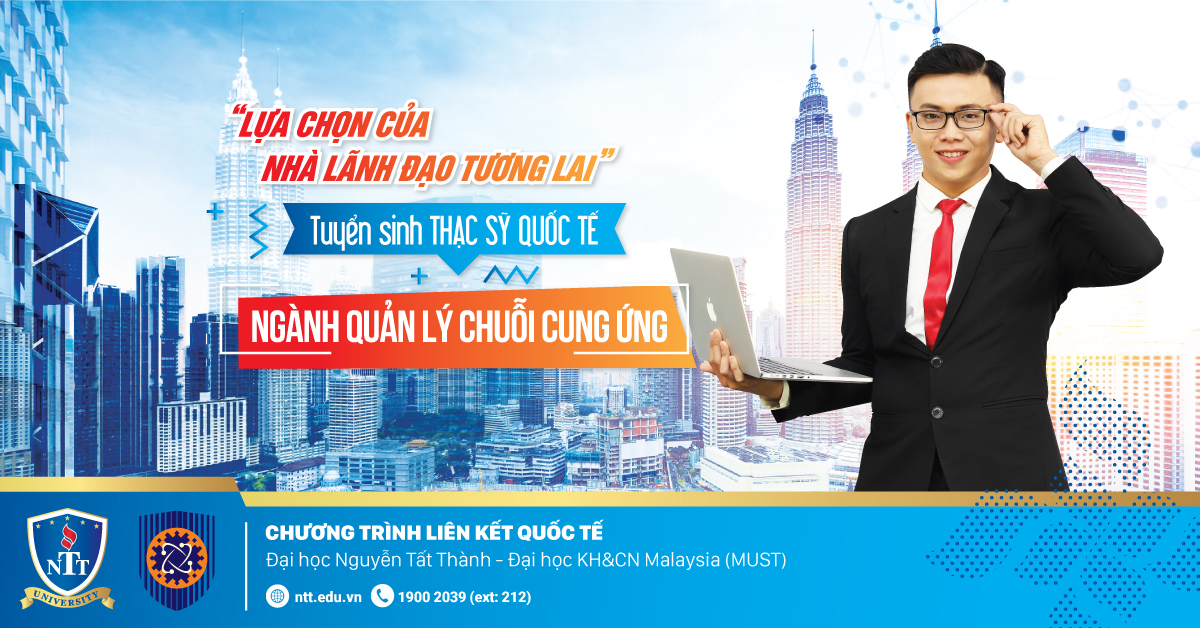 “LỰA CHỌN CỦA
NHÀ LÃNH ĐẠO TƯƠNG LAI”
Tuyển sinh THẠC SỸ QUỐC TẾ
NGÀNH QUẢN LÝ CHUỖI CUNG ỨNG
NTT
UNIVERSITY
CHƯƠNG TRÌNH LIÊN KẾT QUỐC TẾ
Đại học Nguyễn Tất Thành - Đại học KH&CN Malaysia (MUST)
ntt.edu.vn 1900 2039 (ext: 212)